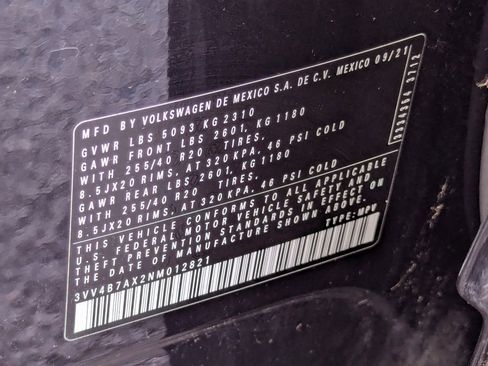 MFD BY VOLKSWAGEN DE MEXICO S.A. DE C.V. MEXICO 09/21
GVWR LBS 5093 KG 2310
GAWR FRONT LBS 2601, KG 1180
WITH 255/40 R20 TIRES,
8.5JX20 RIMS, AT 320 KPA, 46 PSI COLD
GAWR REAR LBS 2601, KG 1180
WITH 255/40 R20 TIRES,
8.5JX20 RIMS, AT 320 KPA, 46 PSI COLD
THIS VEHICLE CONFORMS TO ALL APPLICABLE
U.S. FEDERAL MOTOR VEHICLE SAFETY AND
THEFT PREVENTION STANDARDS IN EFFECT ON
THE DATE OF MANUFACTURE SHOWN ABOVE.
TYPE: MPV
3VV4B7AX2NM012821